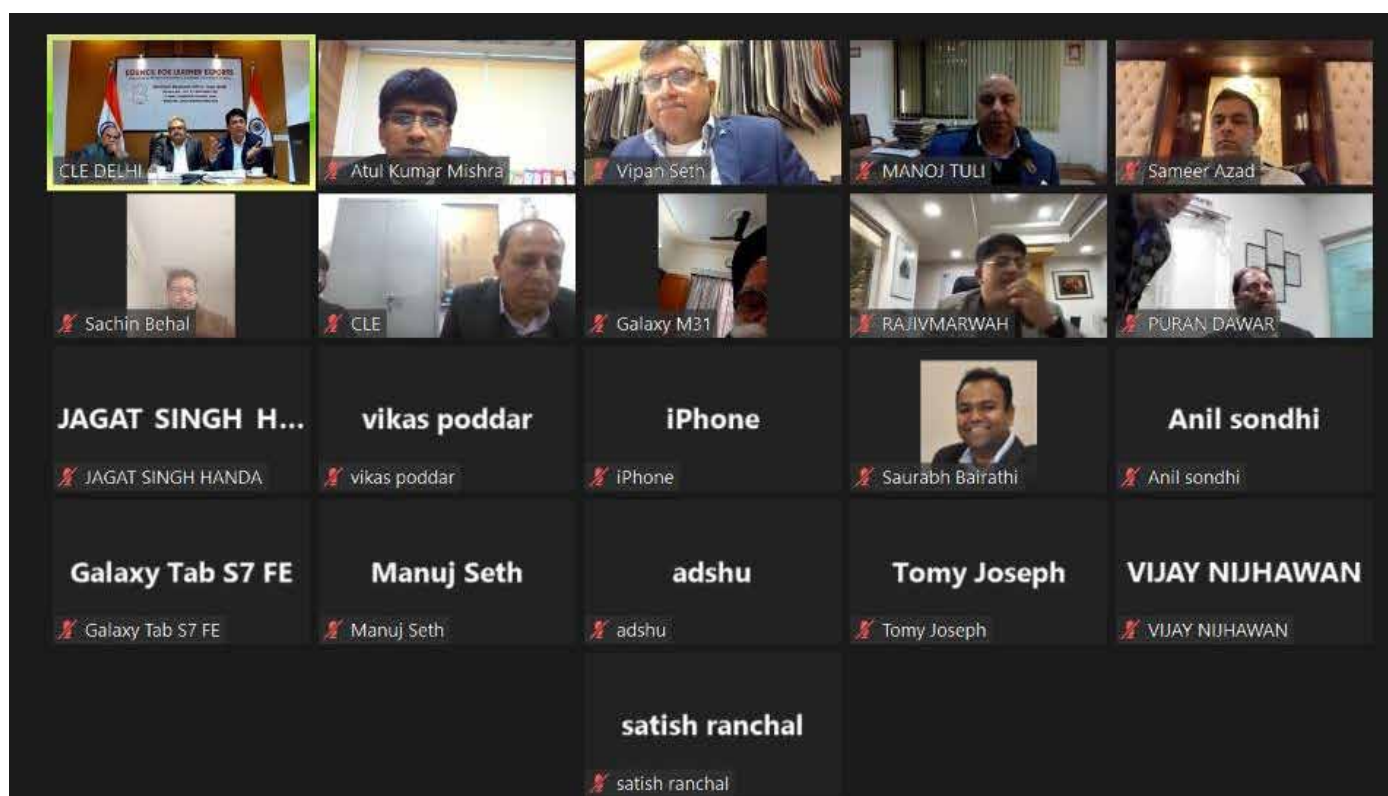 COUNCIL FOR LEATHER EXPORTS
CLE DELHI
Atul Kumar Mishra
Vipan Seth
MANOJ TULI
Sameer Azad
Sachin Behal
CLE
Galaxy M31
RAJIVMARWAH
PURAN DAWAR
JAGAT SINGH H...
JAGAT SINGH HANDA
vikas poddar
vikas poddar
iPhone
iPhone
Saurabh Bairathi
Anil sondhi
Anil sondhi
Galaxy Tab S7 FE
Galaxy Tab S7 FE
Manuj Seth
Manuj Seth
adshu
adshu
Tomy Joseph
Tomy Joseph
VIJAY NIJHAWAN
VIJAY NIJHAWAN
satish ranchal
satish ranchal